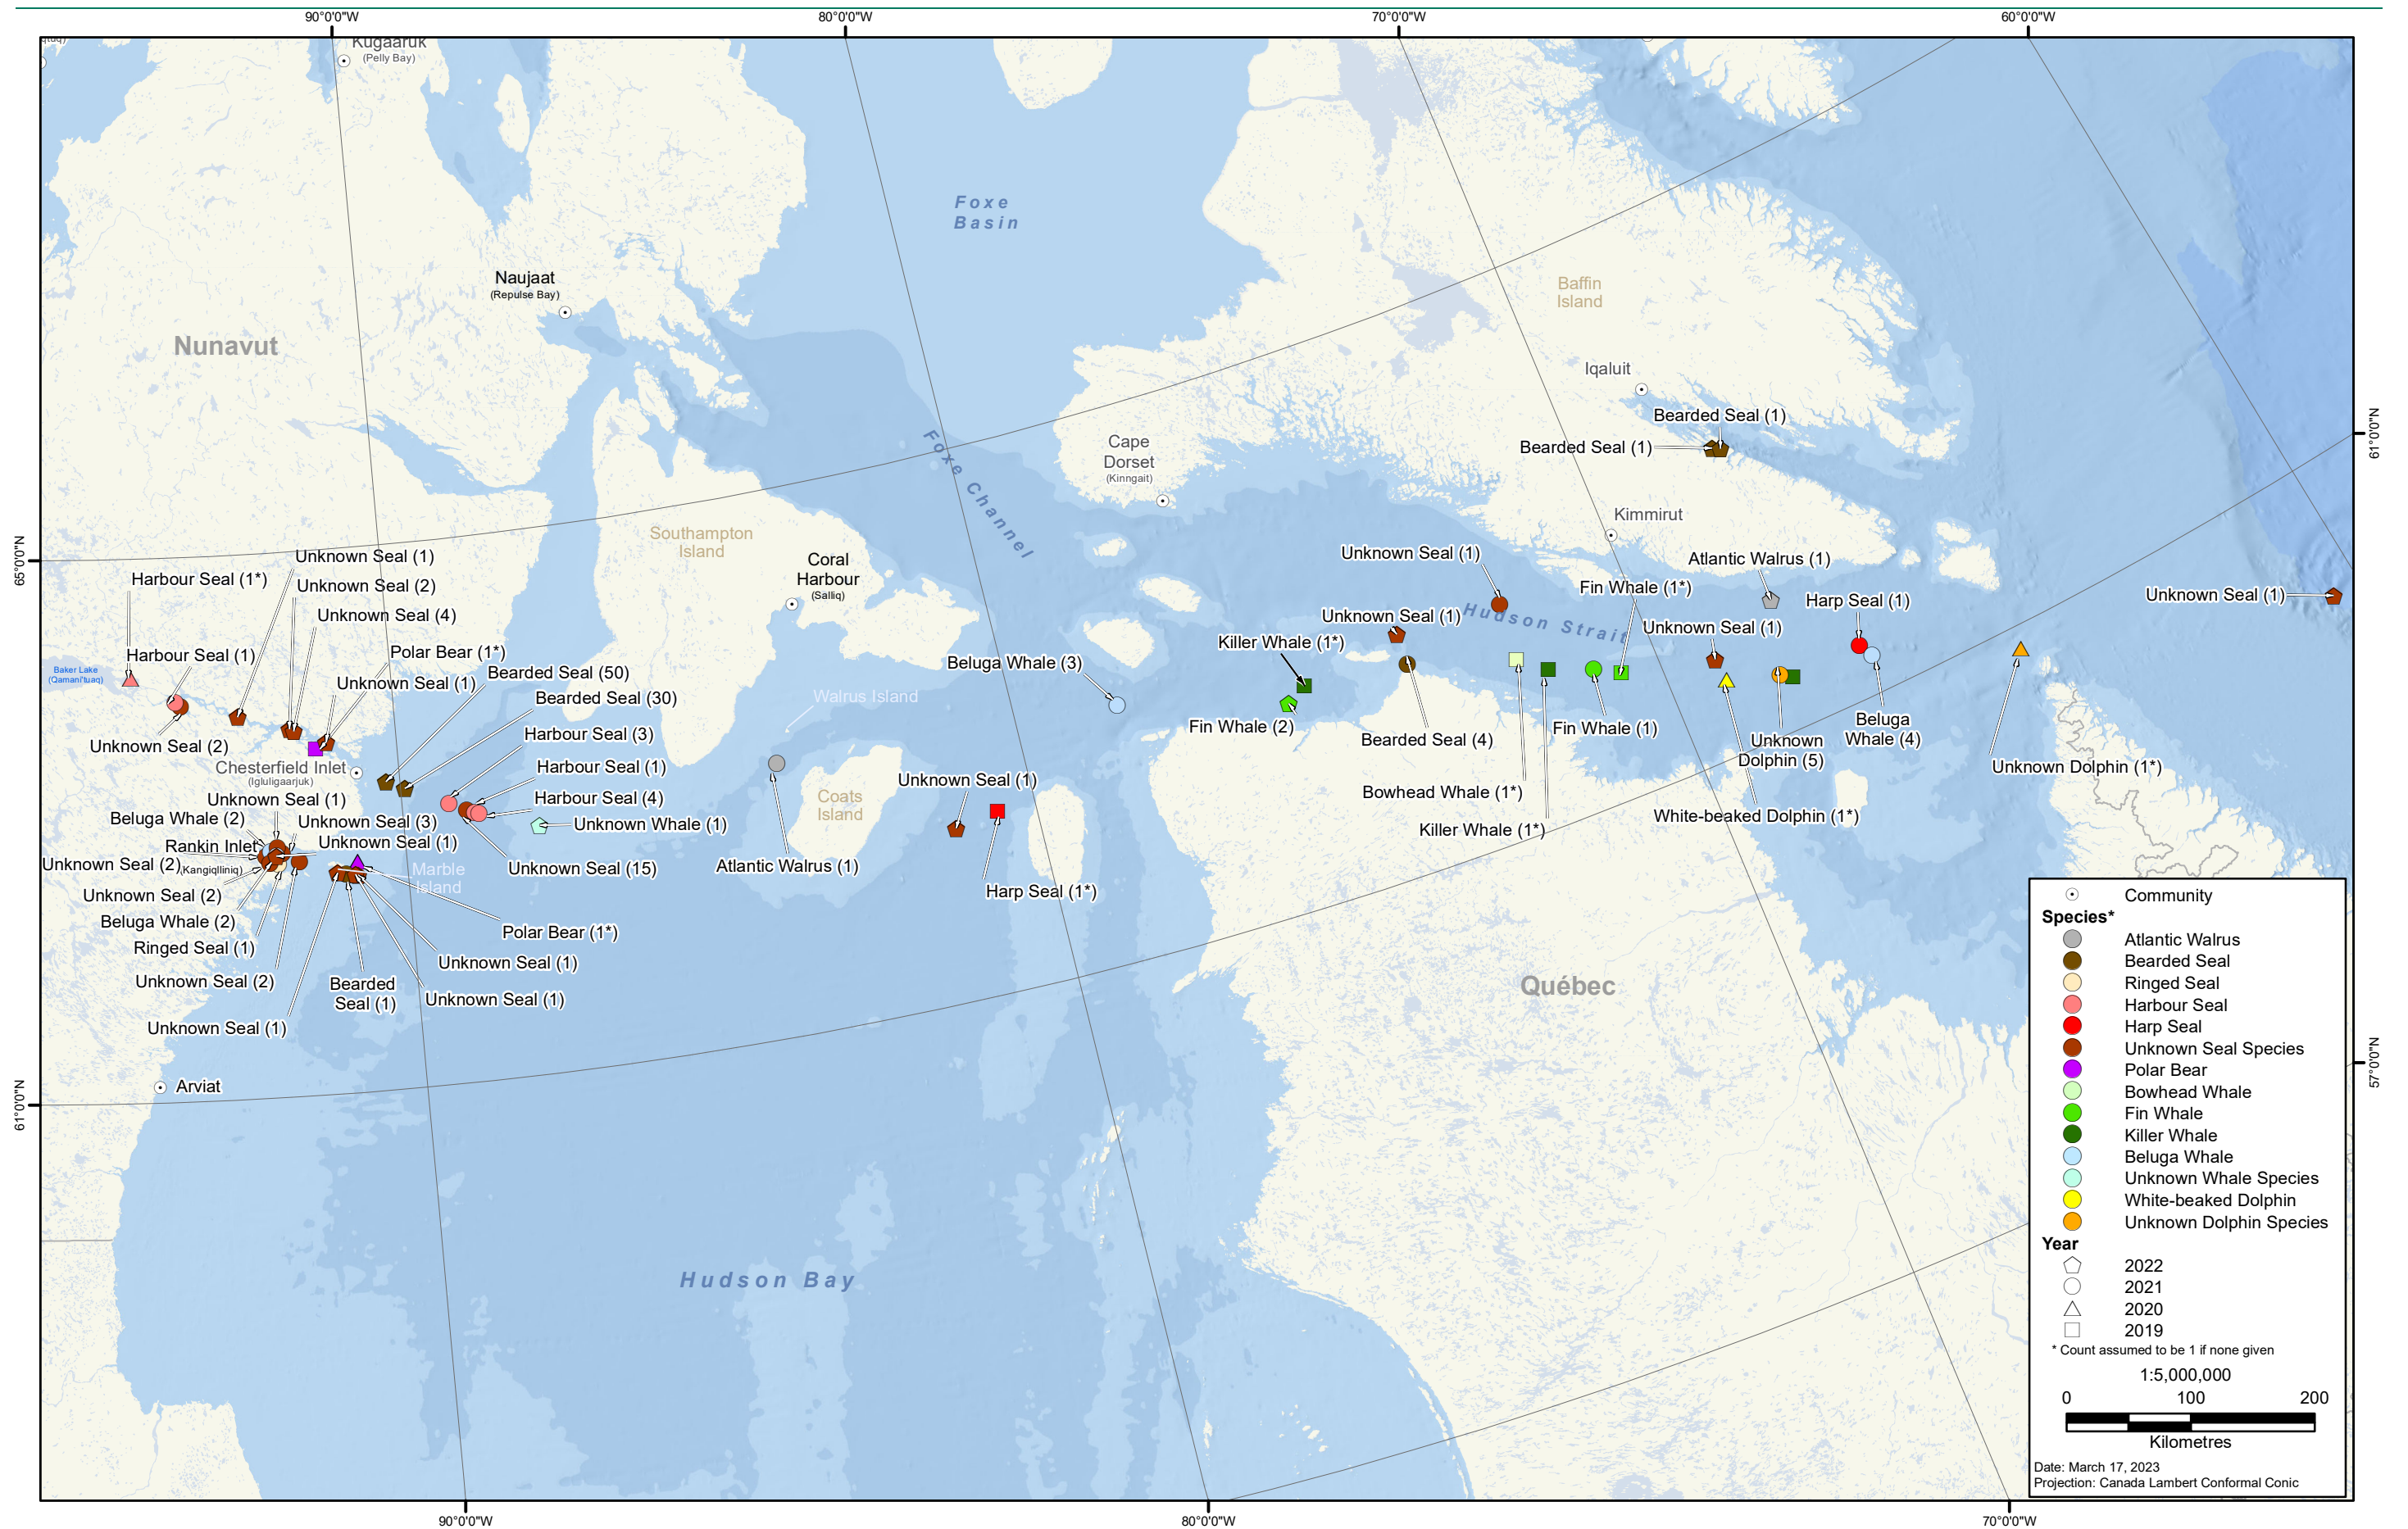 90°0'0"W
80°0'0"W
70°0'0"W
60°0'0"W
Kugaaruk
(Pelly Bay)
Foxe
Basin
Naujaat
(Repulse Bay)
Baffin
Island
Nunavut
Iqaluit
Bearded Seal (1)
Bearded Seal (1)
61°0'0"N
Cape
Dorset
(Kinngait)
Foxe Channel
Southampton
Island
Kimmirut
65°0'0"N
Unknown Seal (1)
Harbour Seal (1*)
Unknown Seal (2)
Unknown Seal (4)
Coral
Harbour
(Salliq)
Unknown Seal (1)
Atlantic Walrus (1)
Fin Whale (1*)
Harp Seal (1)
Unknown Seal (1)
Unknown Seal (1)
Hudson Strait
Unknown Seal (1)
Killer Whale (1*)
Harbour Seal (1)
Polar Bear (1*)
Baker Lake
(Qamani'tuaq)
Bearded Seal (50)
Unknown Seal (1)
Beluga Whale (3)
Walrus Island
Bearded Seal (30)
Fin Whale (2)
Bearded Seal (4)
Fin Whale (1)
Beluga
Whale (4)
Unknown
Dolphin (5)
Unknown Dolphin (1*)
Harbour Seal (3)
Unknown Seal (2)
Chesterfield Inlet
(Igluligaarjuk)
Harbour Seal (1)
Unknown Seal (1)
Harbour Seal (4)
Coats
Island
Unknown Seal (1)
Bowhead Whale (1*)
White-beaked Dolphin (1*)
Killer Whale (1*)
Beluga Whale (2)
Unknown Seal (3)
Unknown Whale (1)
Rankin Inlet
(Kangiqlliniq)
Unknown Seal (1)
Unknown Seal (2)
Marble
Island
Unknown Seal (15)
Atlantic Walrus (1)
Harp Seal (1*)
Unknown Seal (2)
Beluga Whale (2)
Polar Bear (1*)
Ringed Seal (1)
Unknown Seal (1)
Unknown Seal (2)
Bearded
Seal (1)
Unknown Seal (1)
Unknown Seal (1)
Québec
Arviat
61°0'0"N
57°0'0"N
Hudson Bay
Community
Species*
Atlantic Walrus
Bearded Seal
Ringed Seal
Harbour Seal
Harp Seal
Unknown Seal Species
Polar Bear
Bowhead Whale
Fin Whale
Killer Whale
Beluga Whale
Unknown Whale Species
White-beaked Dolphin
Unknown Dolphin Species
Year
2022
2021
2020
2019
* Count assumed to be 1 if none given
1:5,000,000
0 100 200
Kilometres
Date: March 17, 2023
Projection: Canada Lambert Conformal Conic
90°0'0"W
80°0'0"W
70°0'0"W